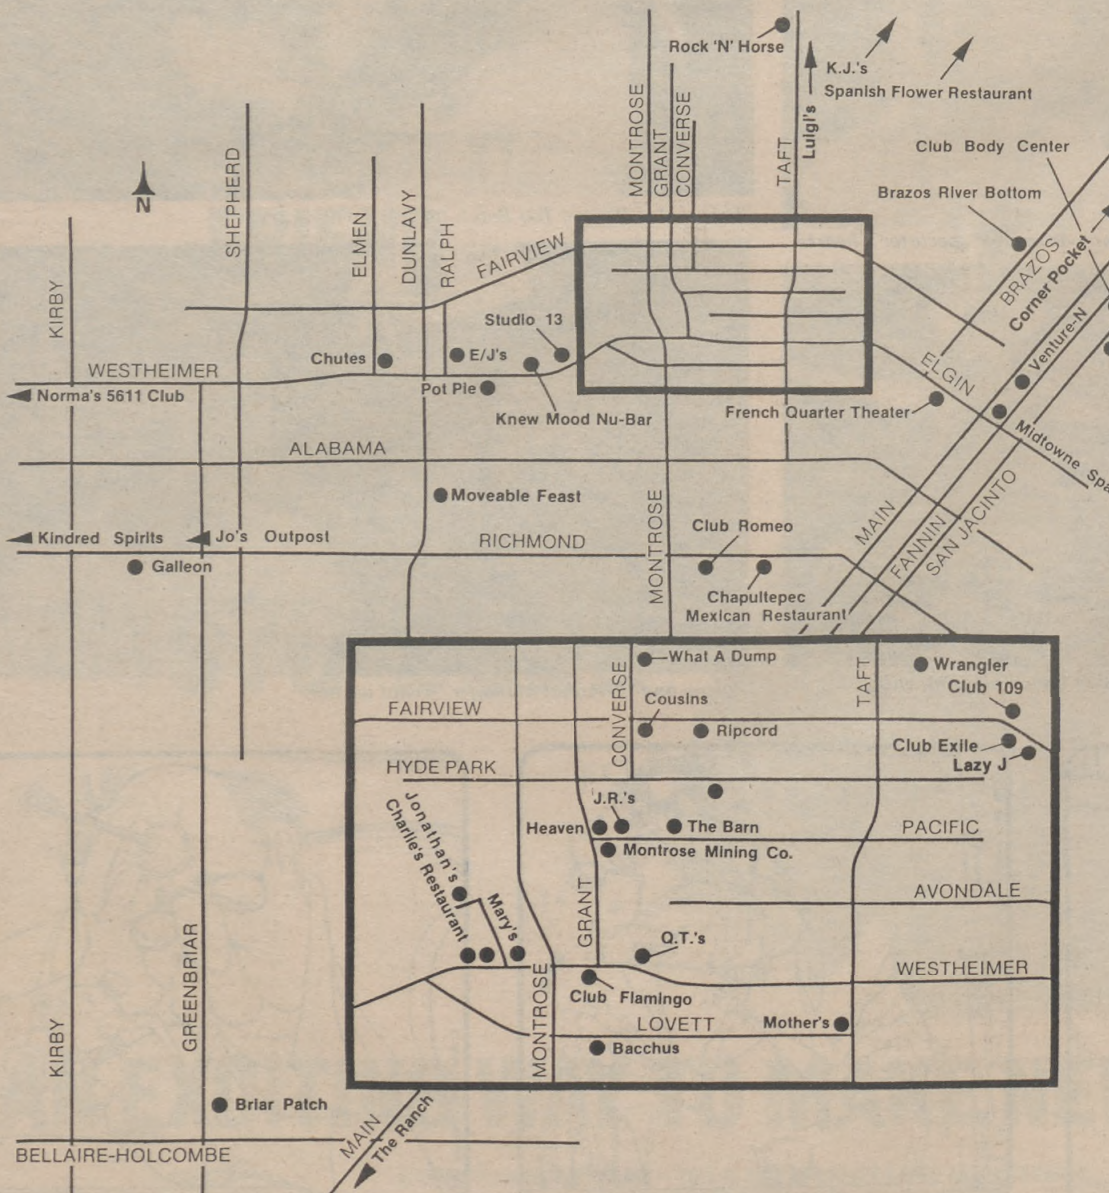 Rock 'N' Horse
K.J.'s
Spanish Flower Restaurant
Luigi's
MONTROSE
GRANT
CONVERSE
TAFT
Club Body Center
Brazos River Bottom
N
SHEPHERD
ELMEN
DUNLAVY
RALPH
FAIRVIEW
KIRBY
BRAZOS
Corner Pocket
Venture-N
Studio 13
Chutes
E/J's
WESTHEIMER
Norma's 5611 Club
Pot Pie
Knew Mood Nu-Bar
French Quarter Theater
ELGIN
Midtowne Spa
ALABAMA
Moveable Feast
Kindred Spirits
Jo's Outpost
RICHMOND
Galleon
MONTROSE
Club Romeo
Chapultepec
Mexican Restaurant
MAIN
FANNIN
SAN JACINTO
What A Dump
CONVERSE
TAFT
Wrangler
Club 109
FAIRVIEW
Cousins
Ripcord
Club Exile
Lazy J
HYDE PARK
J.R.'s
Heaven
The Barn
PACIFIC
Montrose Mining Co.
Jonathan's
Charlie's Restaurant
Mary's
GRANT
AVONDALE
Q.T.'s
WESTHEIMER
Club Flamingo
MONTROSE
LOVETT
Mother's
Bacchus
GREENBRIAR
KIRBY
Briar Patch
MAIN
The Ranch
BELLAIRE-HOLCOMBE